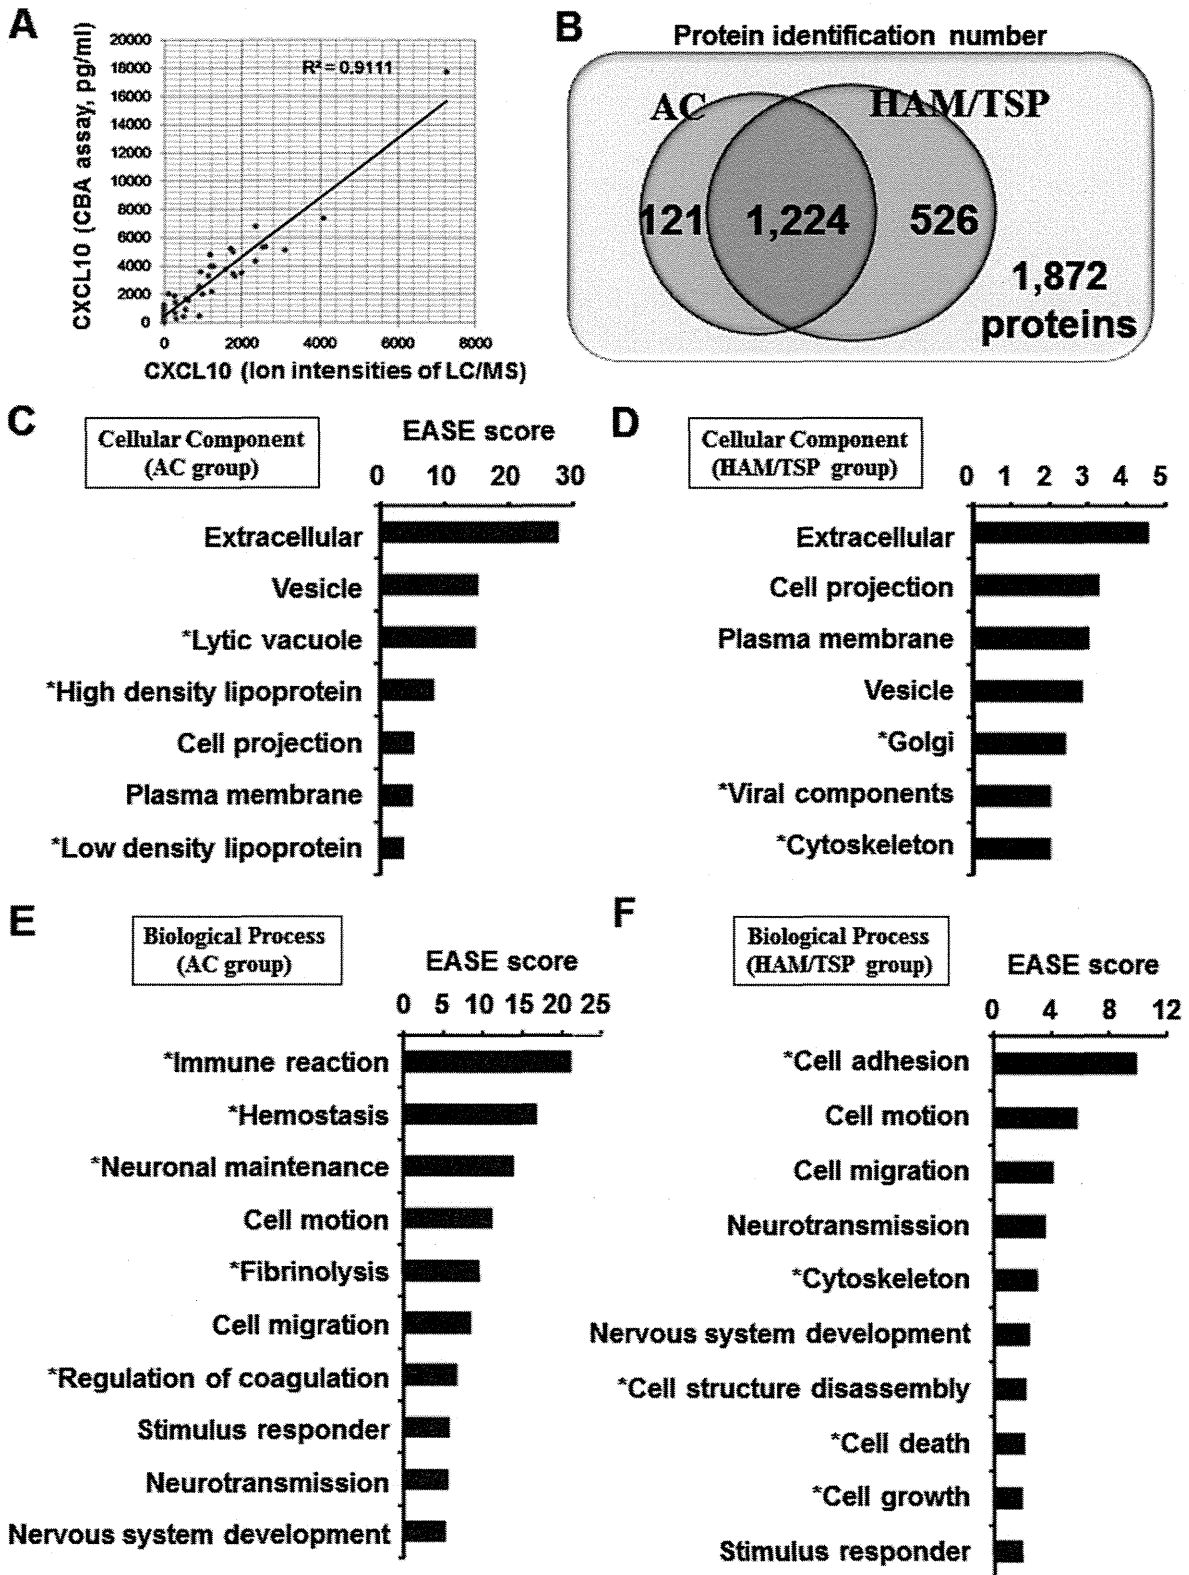 A
20000
18000
16000
14000
12000
10000
8000
6000
4000
2000
0
CXCL10 (CBA assay, pg/ml)
R² = 0.9111
0 2000 4000 6000 8000
CXCL10 (Ion intensities of LC/MS)
B
Protein identification number
AC
HAM/TSP
121
1,224
526
1,872
proteins
C
Cellular Component
(AC group)
EASE score
0 10 20 30
Extracellular
Vesicle
*Lytic vacuole
*High density lipoprotein
Cell projection
Plasma membrane
*Low density lipoprotein
D
Cellular Component
(HAM/TSP group)
0 1 2 3 4 5
Extracellular
Cell projection
Plasma membrane
Vesicle
*Golgi
*Viral components
*Cytoskeleton
E
Biological Process
(AC group)
EASE score
0 5 10 15 20 25
*Immune reaction
*Hemostasis
*Neuronal maintenance
Cell motion
*Fibrinolysis
Cell migration
*Regulation of coagulation
Stimulus responder
Neurotransmission
Nervous system development
F
Biological Process
(HAM/TSP group)
EASE score
0 4 8 12
*Cell adhesion
Cell motion
Cell migration
Neurotransmission
*Cytoskeleton
Nervous system development
*Cell structure disassembly
*Cell death
*Cell growth
Stimulus responder